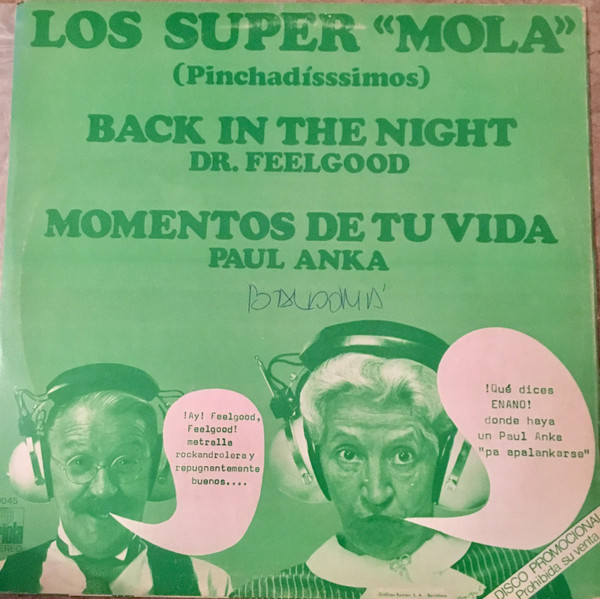 LOS SUPER “MOLA”
(Pinchadísssimos)
BACK IN THE NIGHT
DR. FEELGOOD
MOMENTOS DE TU VIDA
PAUL ANKA
!Ay! Feelgood,
Feelgood!
metralla
rockandrolera y
repugnantemente
buenos....
!Qué dices
ENANO!
donde haya
un Paul Anka
"pa apalankarse"
DISCO PROMOCIONAL
Prohibida su venta